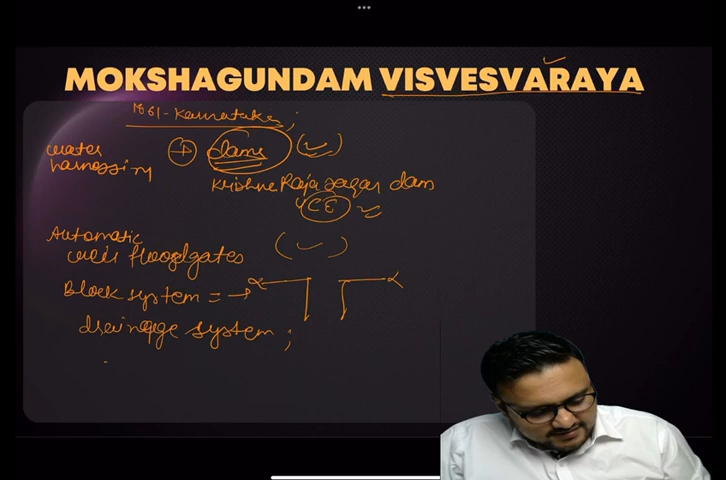 MOKSHAGUNDAM VISVESVARAYA
1861-Karnataka;
water → dams
harnessing
Krishna Raja sagar dam
CE
Automatic
weir floodgates
Block system = →
drainage system;